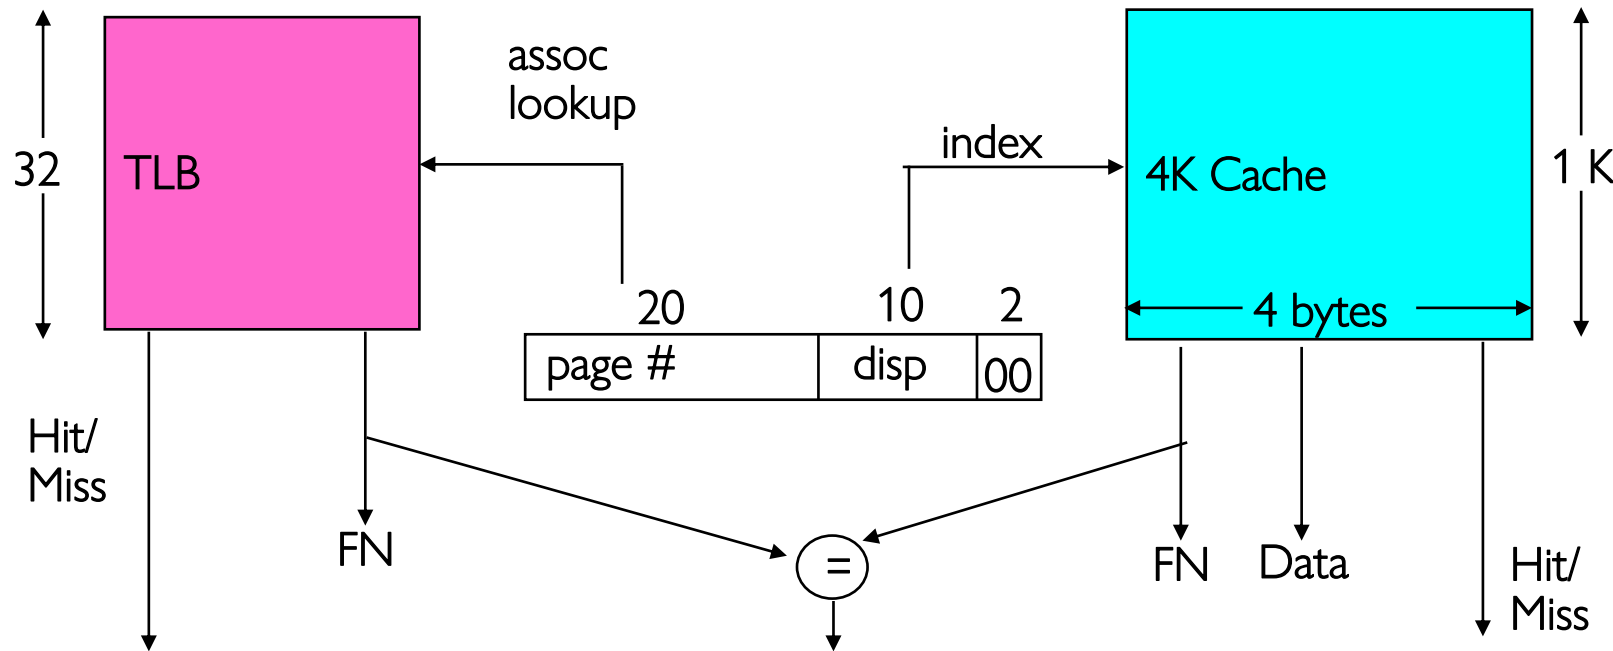 assoc
lookup
index
32
TLB
4K Cache
1 K
20
10
2
4 bytes
page #
disp
00
Hit/
Miss
FN
=
FN
Data
Hit/
Miss